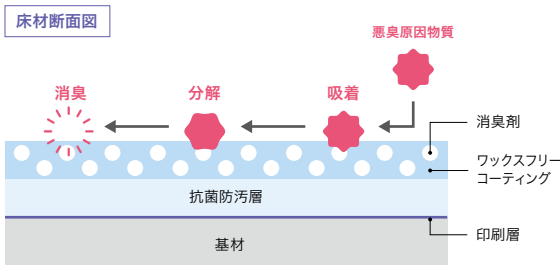 床材断面図
悪臭原因物質
消臭
分解
吸着
消臭剤
ワックスフリー
コーティング
抗菌防汚層
印刷層
基材